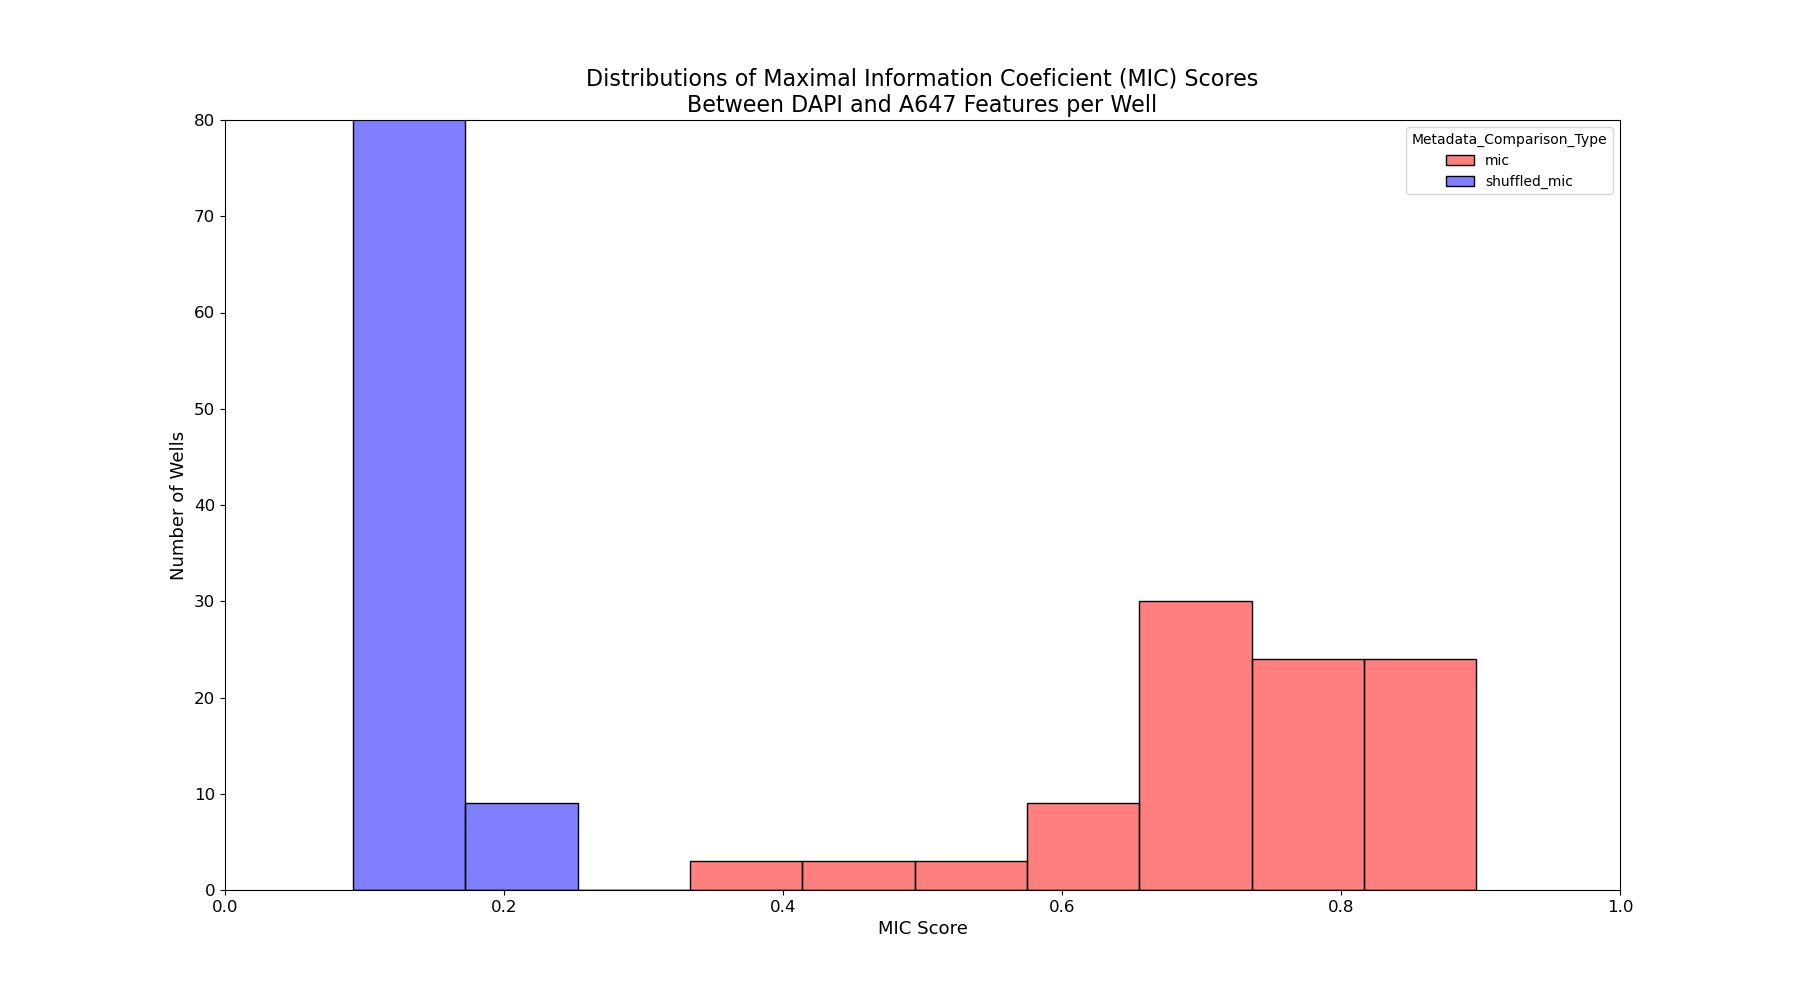 Distributions of Maximal Information Coeficient (MIC) Scores
Between DAPI and A647 Features per Well
Metadata_Comparison_Type
mic
shuffled_mic
Number of Wells
80
70
60
50
40
30
20
10
0
0.0 0.2 0.4 0.6 0.8 1.0
MIC Score